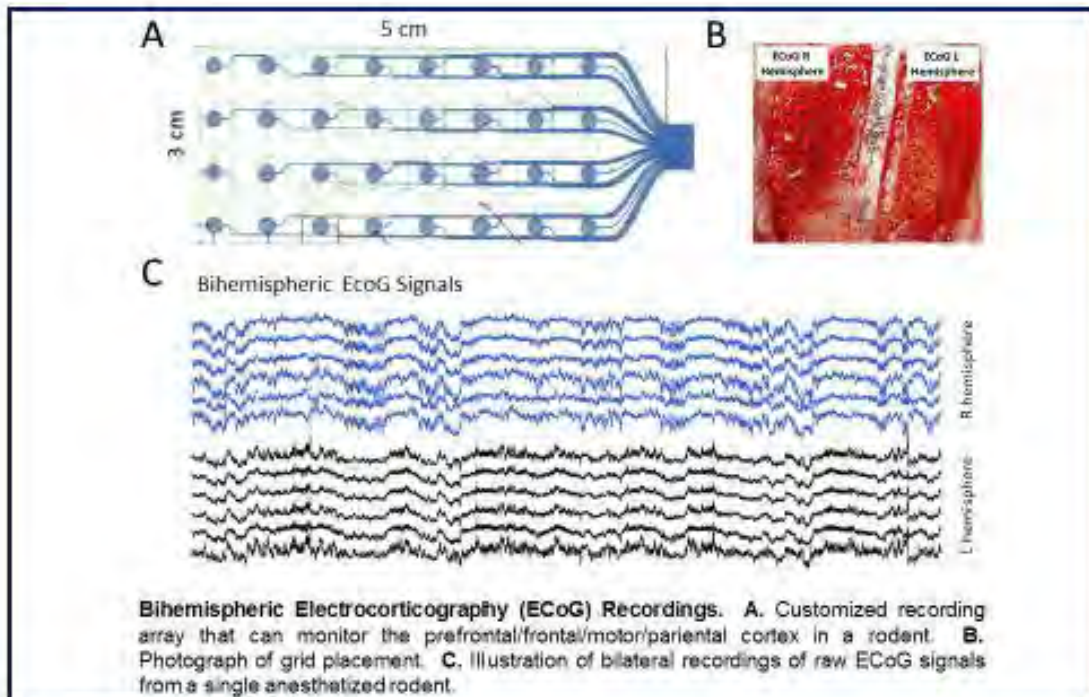 A
5 cm
B
3 cm
ECoG R
Hemisphere
ECoG L
Hemisphere
C
Bihemispheric EcoG Signals
R.hemisphere
L.hemisphere
Bihemispheric Electrocorticography (ECoG) Recordings. A. Customized recording
array that can monitor the prefrontal/frontal/motor/pariental cortex in a rodent. B.
Photograph of grid placement. C. Illustration of bilateral recordings of raw ECoG signals
from a single anesthetized rodent.